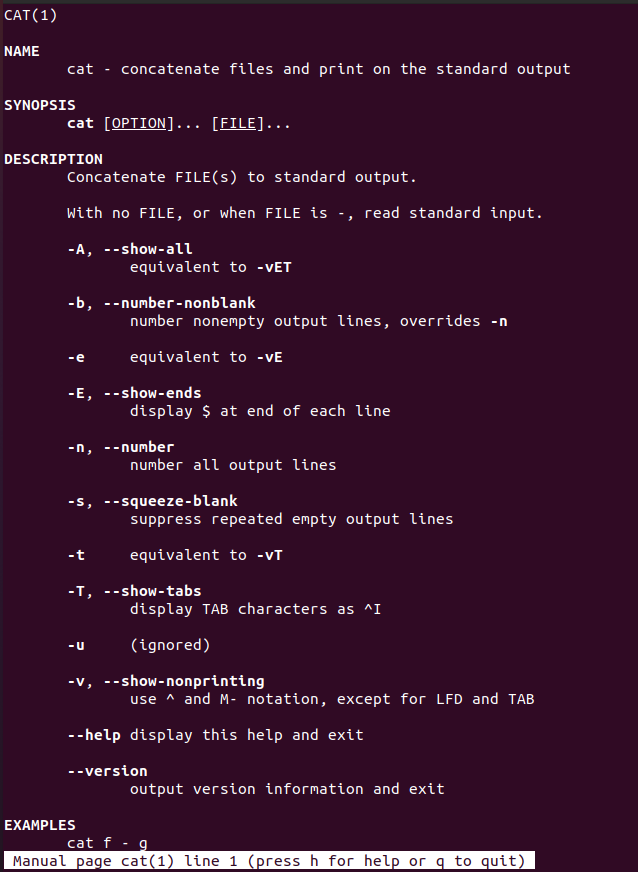 CAT(1)
NAME
cat - concatenate files and print on the standard output
SYNOPSIS
cat [OPTION]... [FILE]...
DESCRIPTION
Concatenate FILE(s) to standard output.
With no FILE, or when FILE is -, read standard input.
-A, --show-all
equivalent to -vET
-b, --number-nonblank
number nonempty output lines, overrides -n
-e equivalent to -vE
-E, --show-ends
display $ at end of each line
-n, --number
number all output lines
-s, --squeeze-blank
suppress repeated empty output lines
-t equivalent to -vT
-T, --show-tabs
display TAB characters as ^I
-u (ignored)
-v, --show-nonprinting
use ^ and M- notation, except for LFD and TAB
--help display this help and exit
--version
output version information and exit
EXAMPLES
cat f - g
Manual page cat(1) line 1 (press h for help or q to quit)